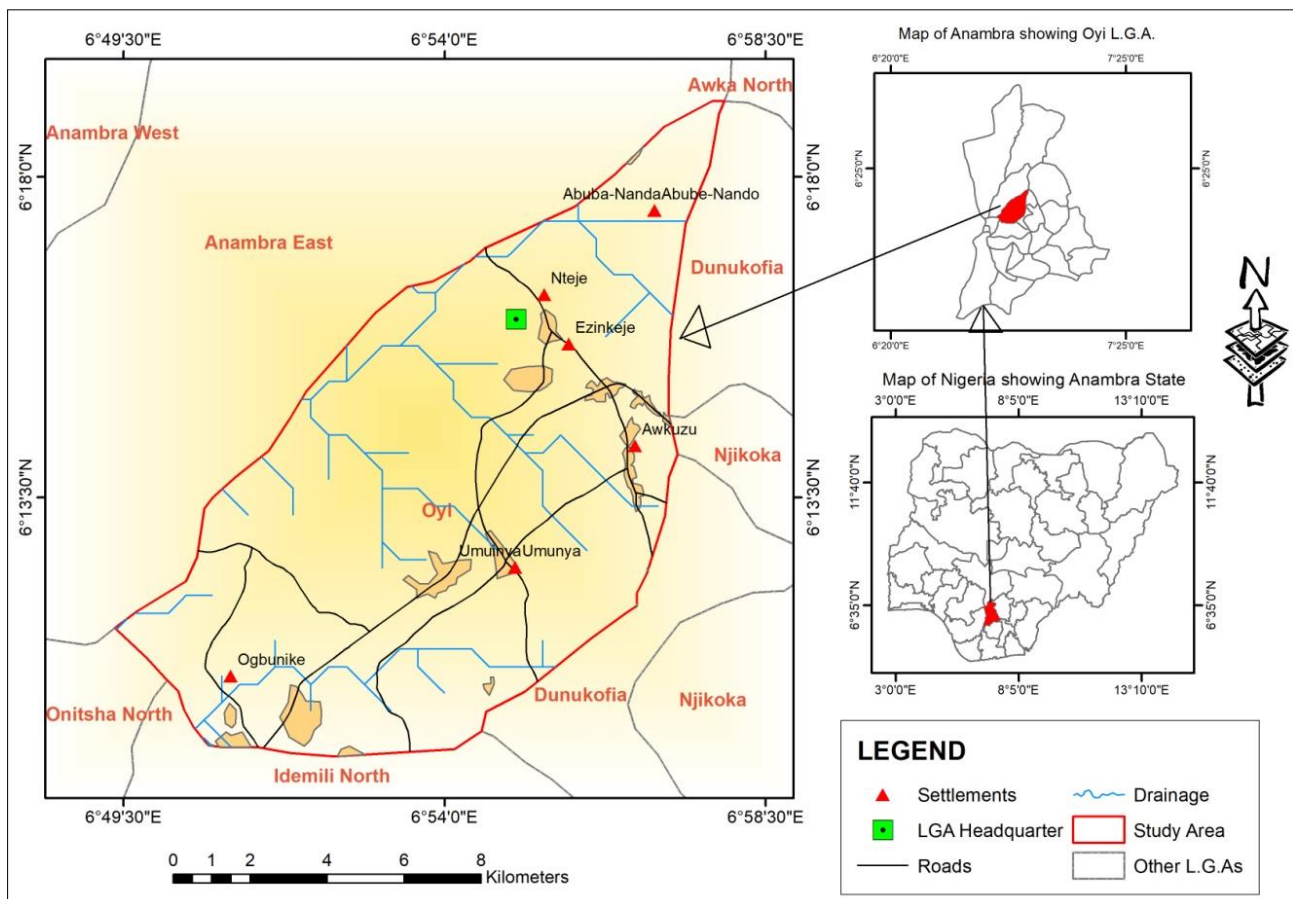 6°49'30"E
6°54'0"E
6°58'30"E
Awka North
Anambra West
6°18'0"N
6°18'0"N
Abuba-NandaAbube-Nando
Anambra East
Dunukofia
Nteje
Ezinkeje
Awkuzu
Njikoka
6°13'30"N
6°13'30"N
Oyl
UmuinyaUmunya
Ogbunike
Onitsha North
Dunukofia
Njikoka
Idemili North
6°49'30"E
6°54'0"E
6°58'30"E
0 1 2 4 6 8
Kilometers
Map of Anambra showing Oyi L.G.A.
6°20'0"E
7°25'0"E
6°25'0"N
6°25'0"N
6°20'0"E
7°25'0"E
N
Map of Nigeria showing Anambra State
3°0'0"E
8°5'0"E
13°10'0"E
11°40'0"N
11°40'0"N
6°35'0"N
6°35'0"N
3°0'0"E
8°5'0"E
13°10'0"E
LEGEND
Settlements
Drainage
LGA Headquarter
Study Area
Roads
Other L.G.As